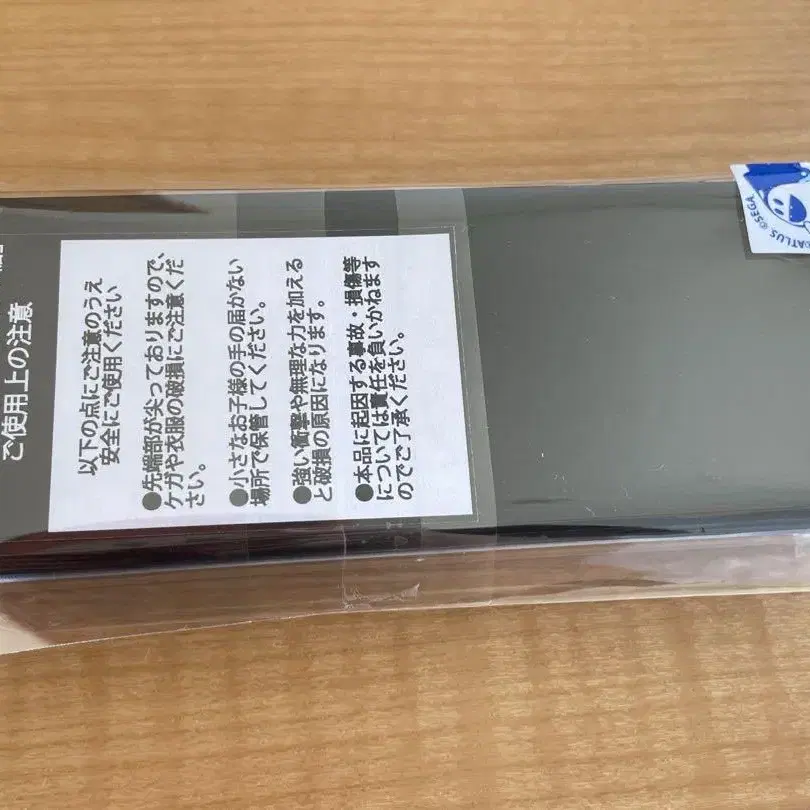 ご使用上の注意
以下の点にご注意のうえ
安全にご使用ください
●先端部が尖っておりますので、
ケガや衣服の破損にご注意くだ
さい。
●小さなお子様の手の届かない
場所で保管してください。
●強い衝撃や無理な力を加える
と破損の原因になります。
●本品に起因する事故・損傷等
については責任を負いかねます
のでご了承ください。
©ATLUS ©SEGA